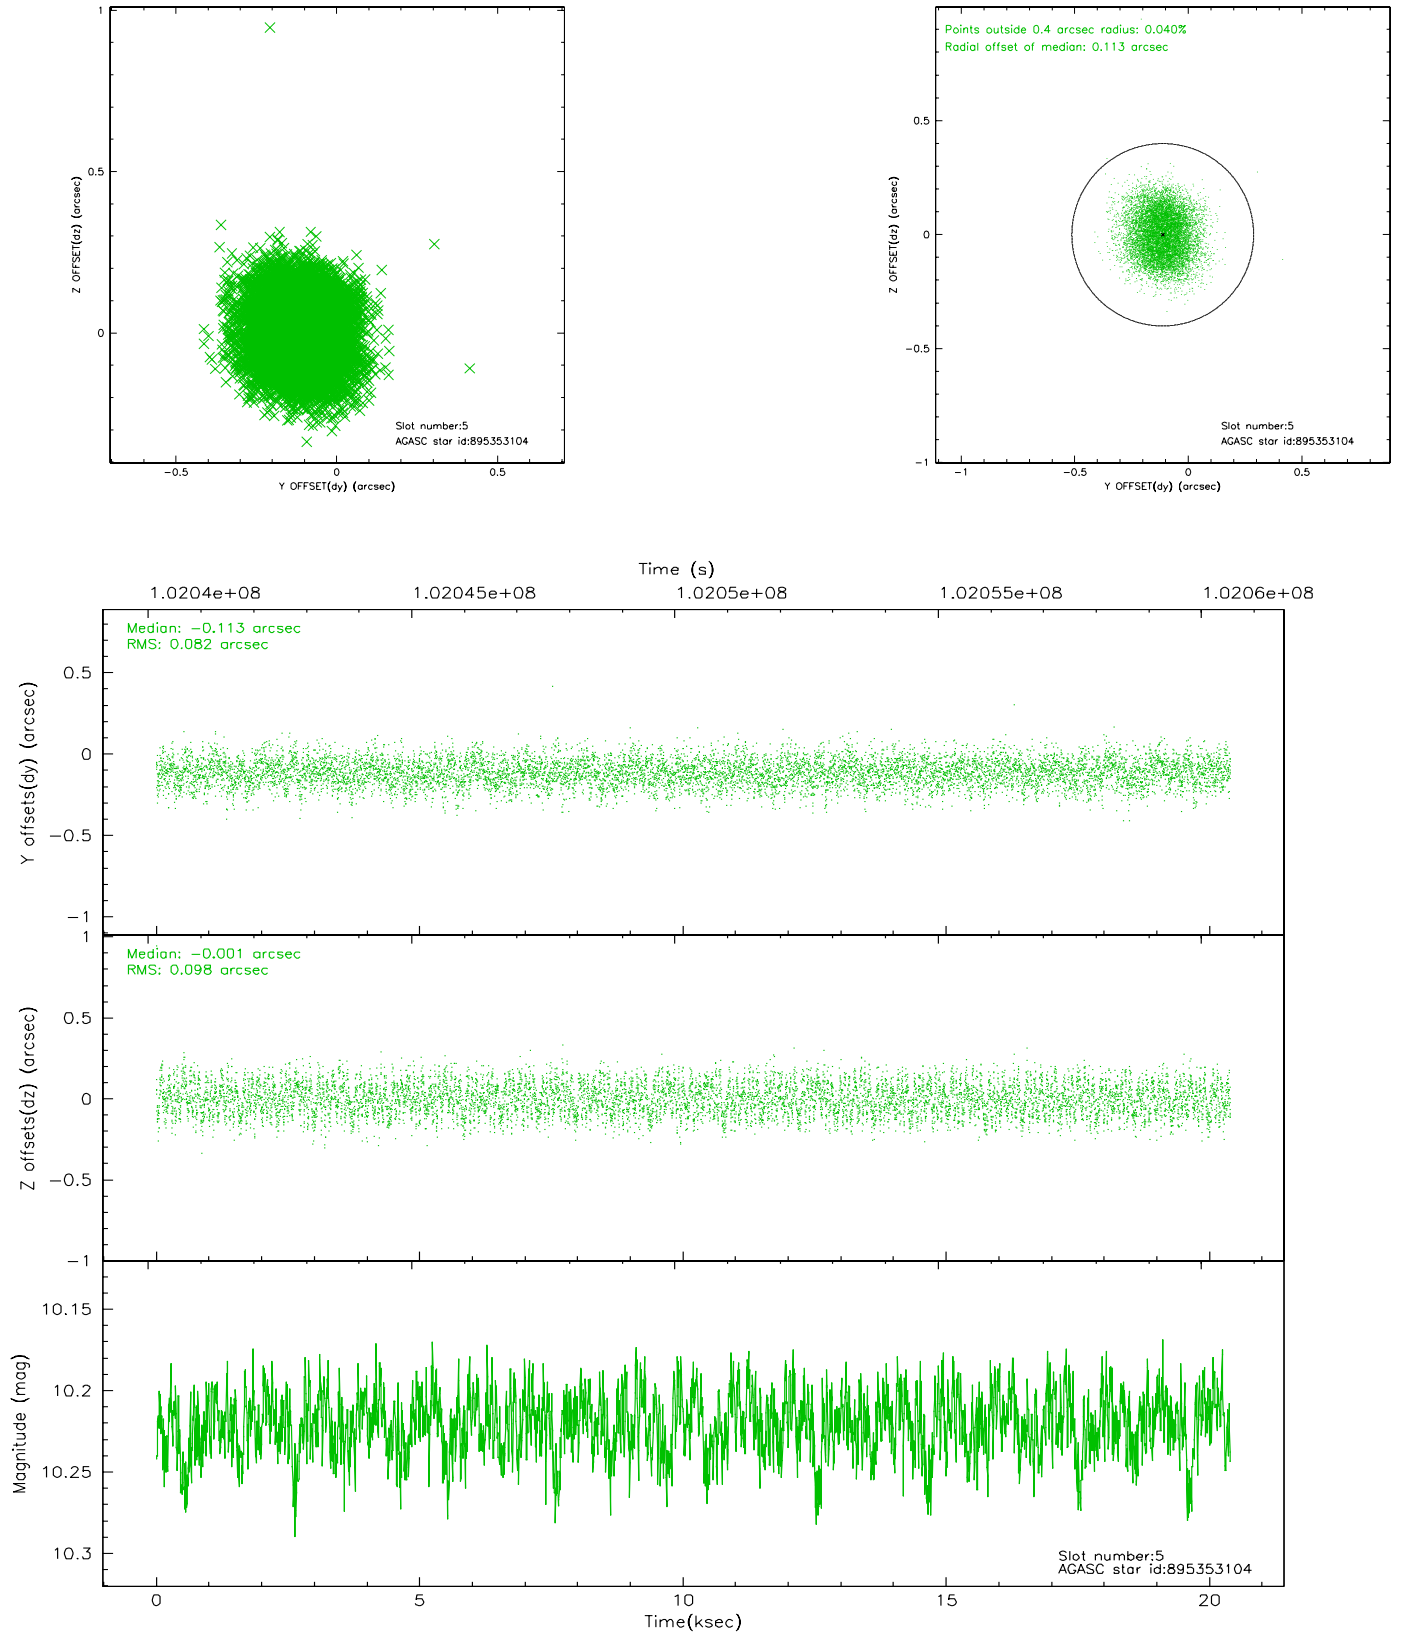 1
0.5
0
Z OFFSET(dz) (arcsec)
Slot number:5
AGASC star id:895353104
−0.5 0 0.5
Y OFFSET(dy) (arcsec)
Points outside 0.4 arcsec radius: 0.040%
Radial offset of median: 0.113 arcsec
0.5
0
−0.5
−1
Z OFFSET(dz) (arcsec)
Slot number:5
AGASC star id:895353104
−1 −0.5 0 0.5
Y OFFSET(dy) (arcsec)
Time (s)
1.0204e+08 1.02045e+08 1.0205e+08 1.02055e+08 1.0206e+08
Median: −0.113 arcsec
RMS: 0.082 arcsec
0.5
0
−0.5
−1
Y offsets(dy) (arcsec)
1
Median: −0.001 arcsec
RMS: 0.098 arcsec
0.5
0
−0.5
−1
Z offsets(dz) (arcsec)
10.15
10.2
10.25
10.3
Magnitude (mag)
Slot number:5
AGASC star id:895353104
0 5 10 15 20
Time(ksec)